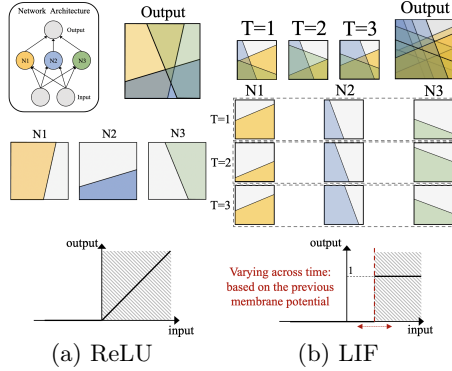 Network Architecture
Output
N1
N2
N3
Input
Output
N1
N2
N3
output
input
(a) ReLU
T=1
T=2
T=3
Output
N1
N2
N3
T=1
T=2
T=3
output
Varying across time:
based on the previous
membrane potential
1
input
(b) LIF